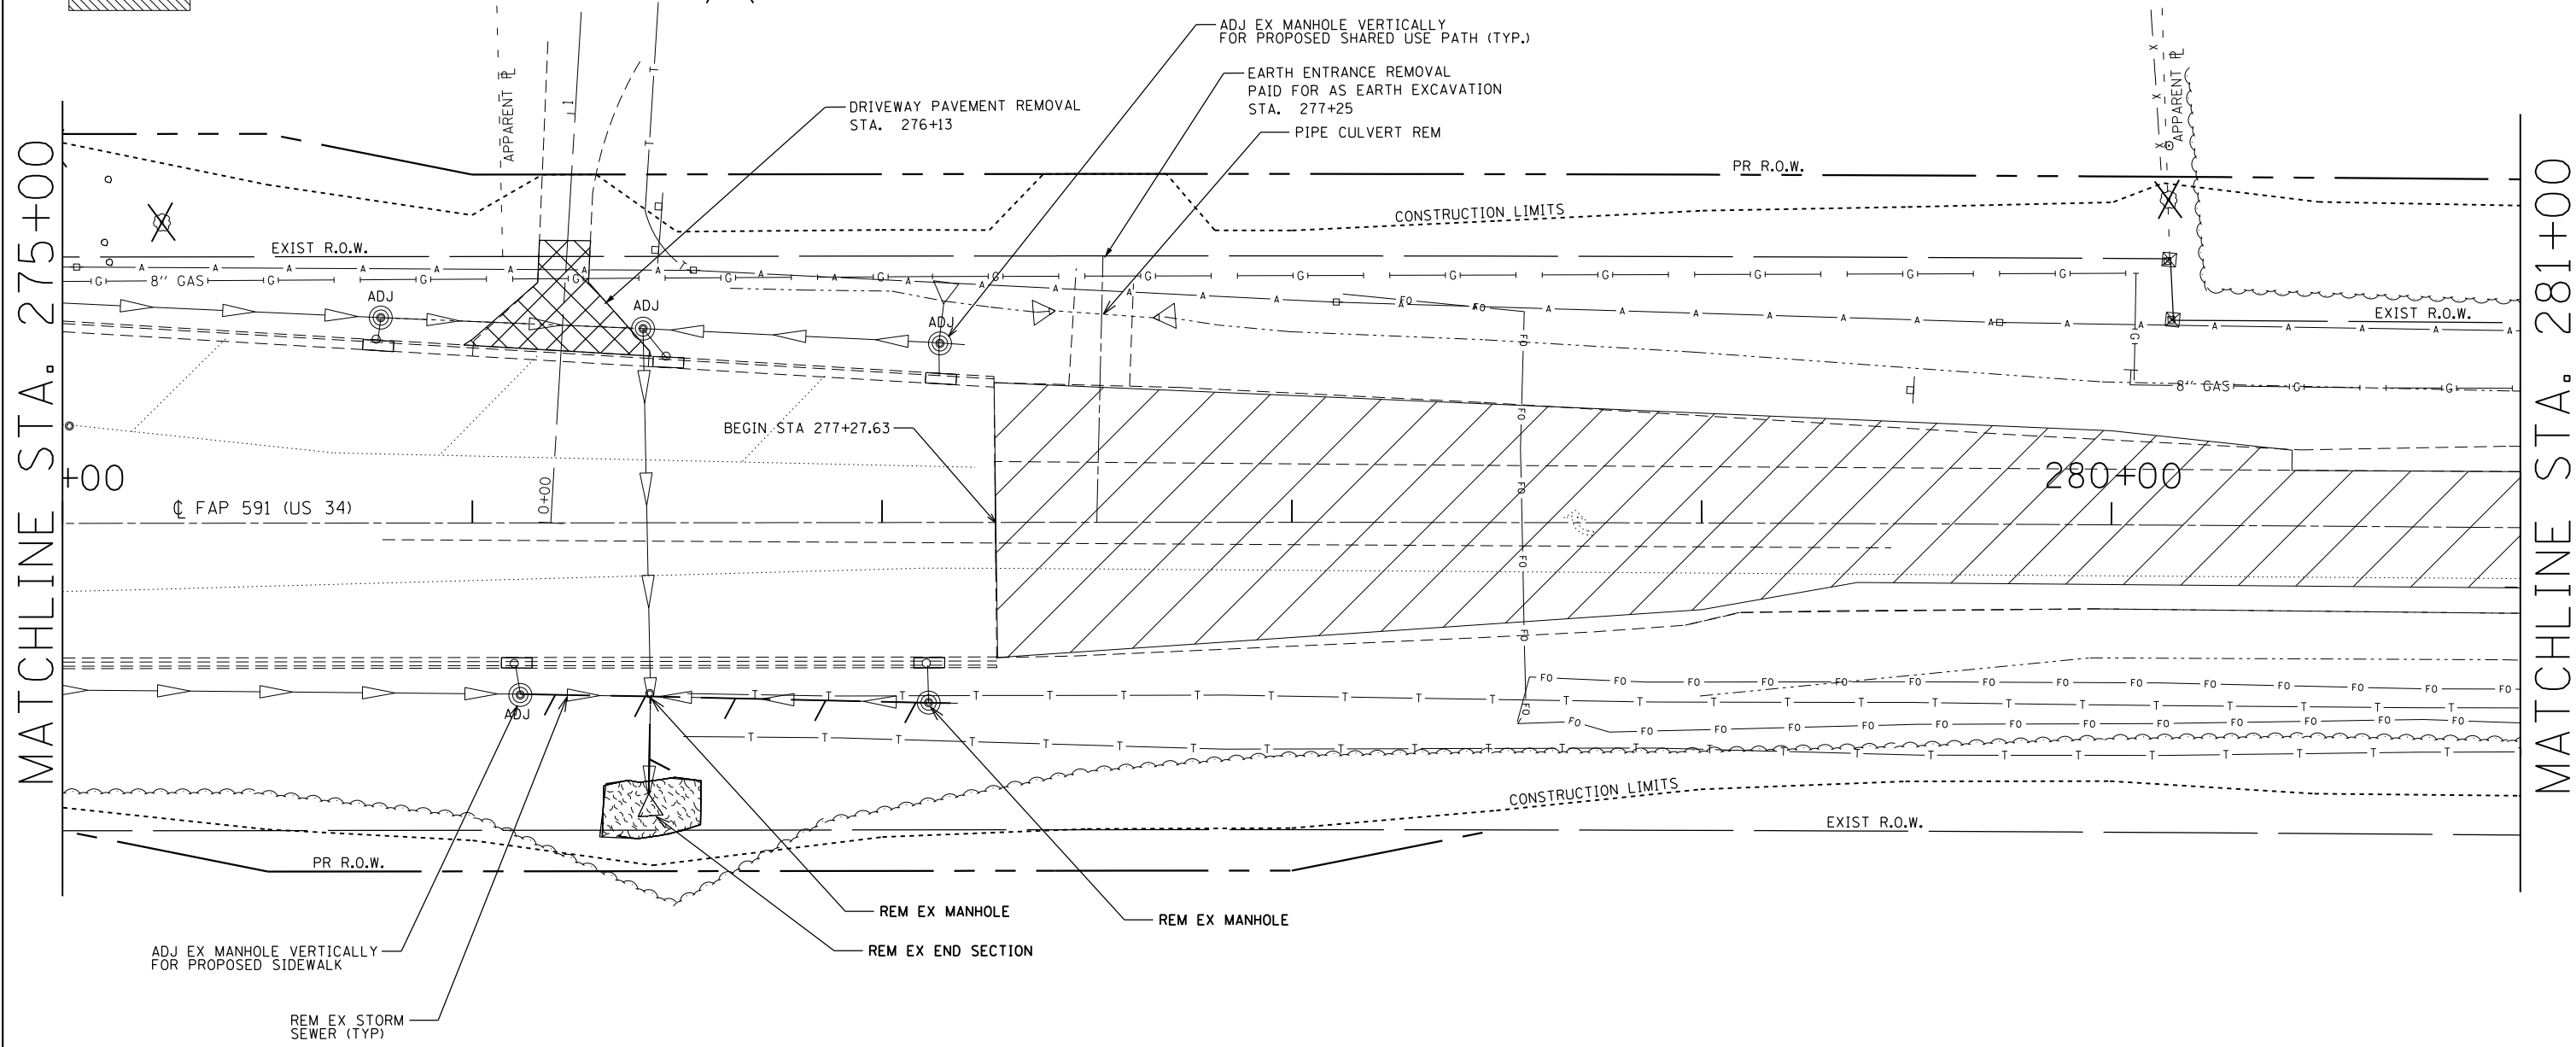 ADJ EX MANHOLE VERTICALLY
FOR PROPOSED SHARED USE PATH (TYP.)
EARTH ENTRANCE REMOVAL
PAID FOR AS EARTH EXCAVATION
STA. 277+25
PIPE CULVERT REM
DRIVEWAY PAVEMENT REMOVAL
STA. 276+13
APPARENT ℄
APPARENT ℄
PR R.O.W.
CONSTRUCTION LIMITS
EXIST R.O.W.
8" GAS
ADJ
ADJ
ADJ
EXIST R.O.W.
8" GAS
MATCHLINE STA. 275+00
MATCHLINE STA. 281+00
BEGIN STA 277+27.63
+00
280+00
0+00
℄ FAP 591 (US 34)
ADJ
CONSTRUCTION LIMITS
EXIST R.O.W.
PR R.O.W.
REM EX MANHOLE
REM EX MANHOLE
REM EX END SECTION
ADJ EX MANHOLE VERTICALLY
FOR PROPOSED SIDEWALK
REM EX STORM
SEWER (TYP)